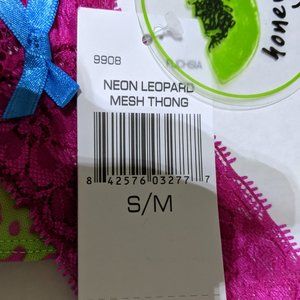 9908
FUCHSIA
NEON LEOPARD
MESH THONG
8 42576 03277 7
S/M
honey